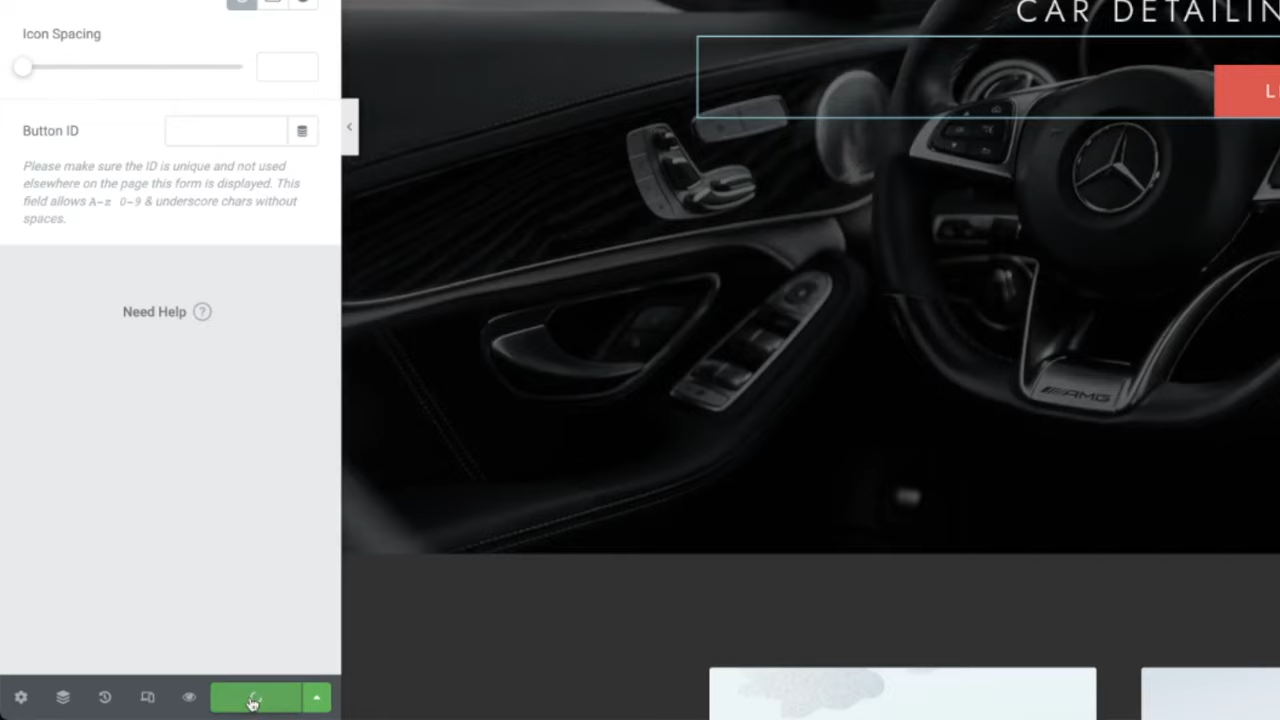 CAR DETAILIN
Icon Spacing
L
Button ID
Please make sure the ID is unique and not used
elsewhere on the page this form is displayed. This
field allows A-z 0-9 & underscore chars without
spaces.
Need Help ?
AMG